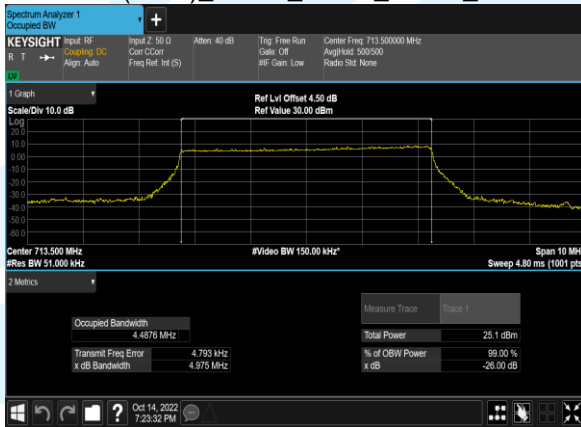 Spectrum Analyzer 1
Occupied BW
KEYSIGHT Input: RF Input Z: 50 Ω Atten: 40 dB Trig: Free Run Center Freq: 713.500000 MHz
R T Coupling: DC Corr CCorr Gate: Off Avg|Hold: 500/500
Align: Auto Freq Ref: Int (S) #IF Gain: Low Radio Std: None
1 Graph
Ref Lvl Offset 4.50 dB
Scale/Div 10.0 dB Ref Value 30.00 dBm
Log
20.0
10.0
0.00
-10.0
-20.0
-30.0
-40.0
-50.0
-60.0
Center 713.500 MHz #Video BW 150.00 kHz* Span 10 MH
#Res BW 51.000 kHz Sweep 4.80 ms (1001 pts
2 Metrics
Measure Trace Trace 1
Occupied Bandwidth
4.4876 MHz Total Power 25.1 dBm
Transmit Freq Error 4.793 kHz % of OBW Power 99.00 %
x dB Bandwidth 4.975 MHz x dB -26.00 dB
? Oct 14, 2022
7:23:32 PM